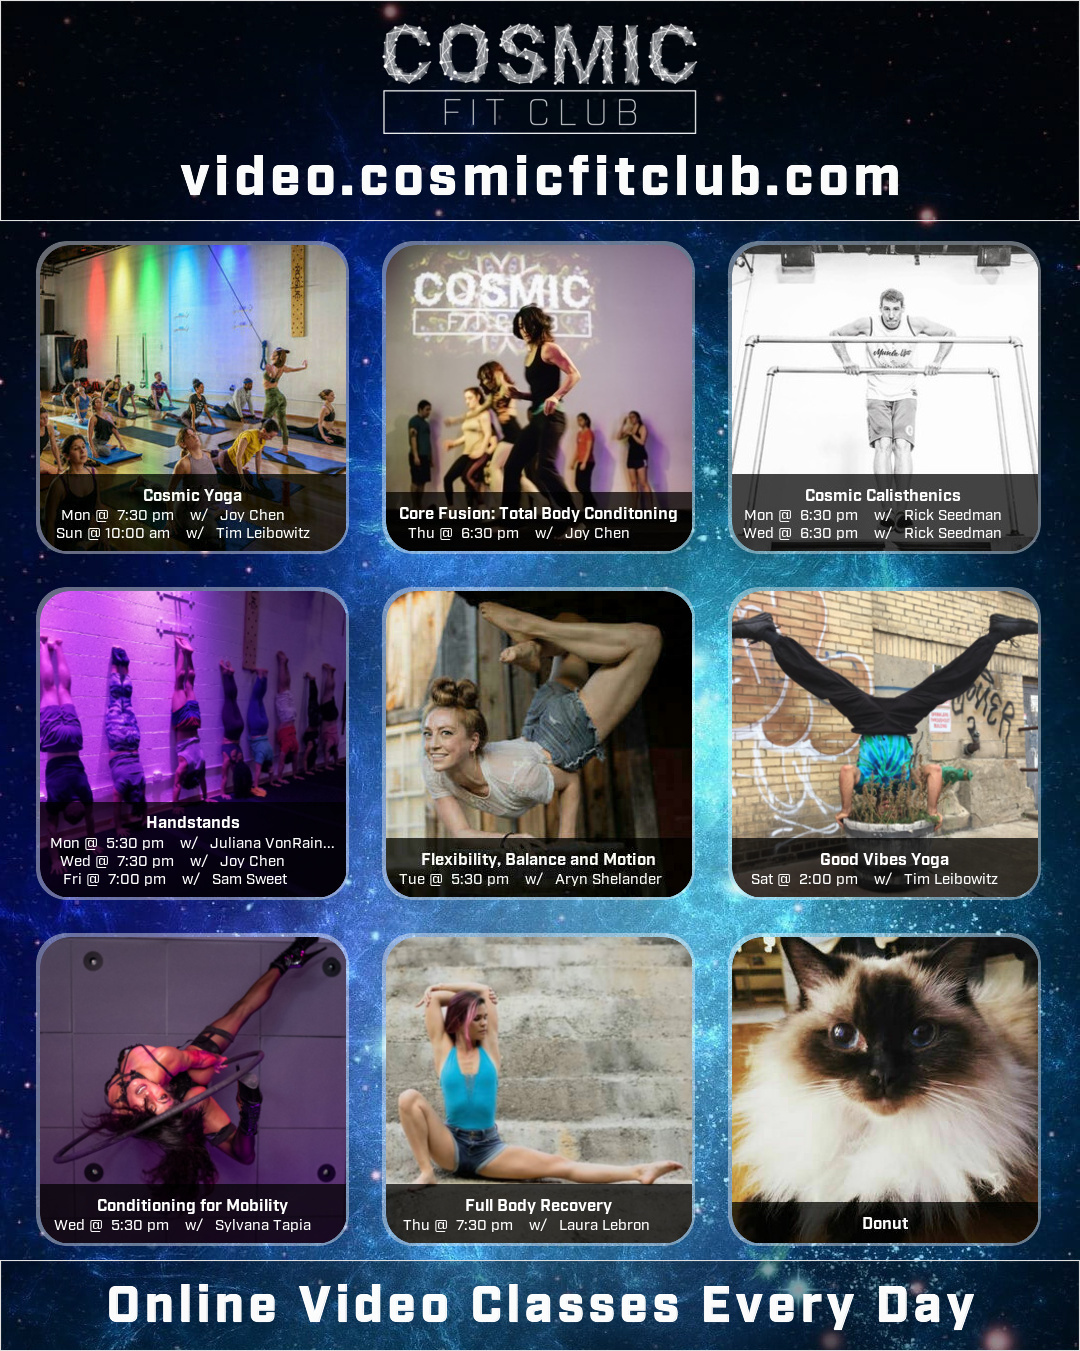 COSMIC
FIT CLUB
video.cosmicfitclub.com
COSMIC
FIT CLUB
Muscle Up
Cosmic Yoga
Mon @ 7:30 pm w/ Joy Chen
Sun @ 10:00 am w/ Tim Leibowitz
Core Fusion: Total Body Conditoning
Thu @ 6:30 pm w/ Joy Chen
Cosmic Calisthenics
Mon @ 6:30 pm w/ Rick Seedman
Wed @ 6:30 pm w/ Rick Seedman
Handstands
Mon @ 5:30 pm w/ Juliana VonRain...
Wed @ 7:30 pm w/ Joy Chen
Fri @ 7:00 pm w/ Sam Sweet
Flexibility, Balance and Motion
Tue @ 5:30 pm w/ Aryn Shelander
Good Vibes Yoga
Sat @ 2:00 pm w/ Tim Leibowitz
Conditioning for Mobility
Wed @ 5:30 pm w/ Sylvana Tapia
Full Body Recovery
Thu @ 7:30 pm w/ Laura Lebron
Donut
Online Video Classes Every Day